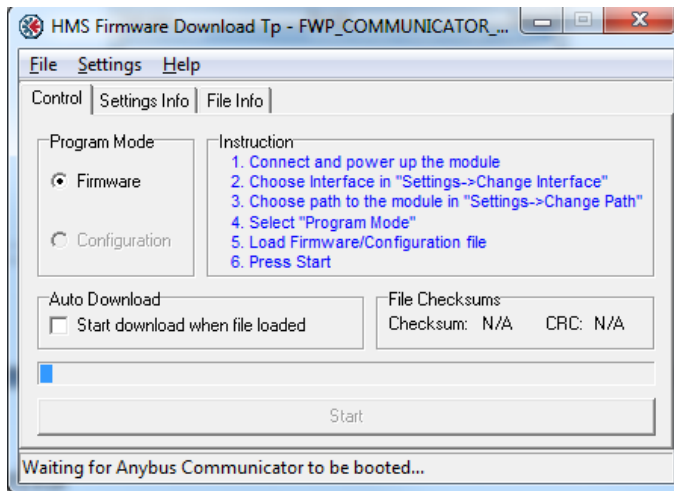 HMS Firmware Download Tp - FWP_COMMUNICATOR_...
File Settings Help
Control Settings Info File Info
Program Mode
Firmware
Configuration
Instruction
1. Connect and power up the module
2. Choose Interface in "Settings->Change Interface"
3. Choose path to the module in "Settings->Change Path"
4. Select "Program Mode"
5. Load Firmware/Configuration file
6. Press Start
Auto Download
Start download when file loaded
File Checksums
Checksum: N/A CRC: N/A
Start
Waiting for Anybus Communicator to be booted...